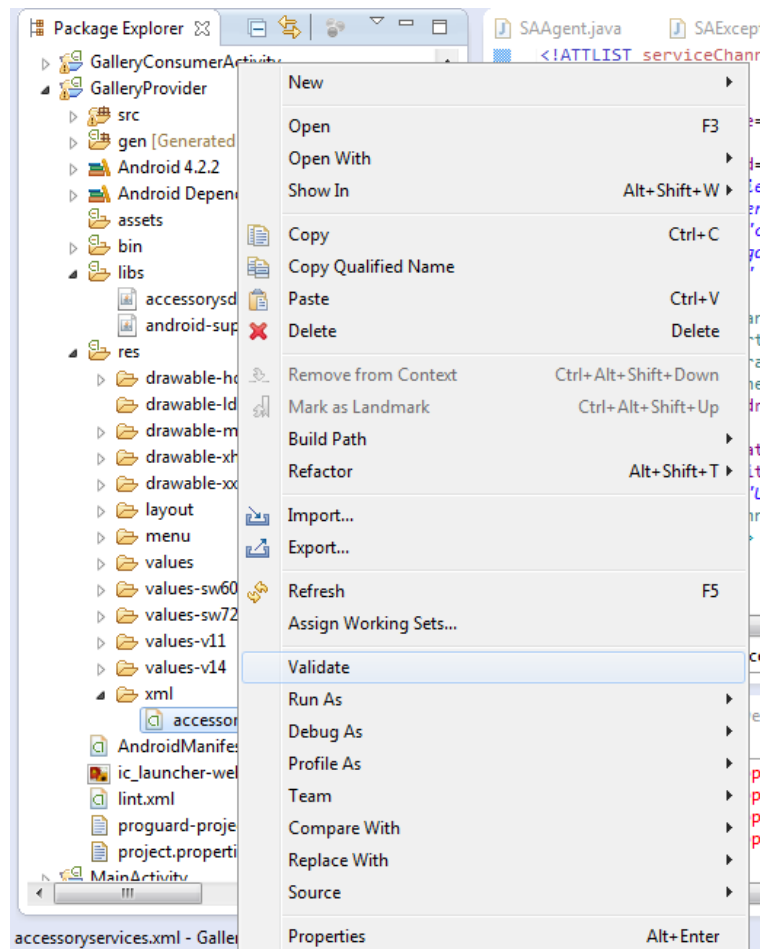 Package Explorer
SAAgent.java
SAExcept
<!ATTLIST serviceChann
GalleryConsumerActivity
GalleryProvider
src
gen [Generated
Android 4.2.2
Android Depen
assets
bin
libs
accessorysd
android-sup
res
drawable-hd
drawable-ld
drawable-m
drawable-xh
drawable-xx
layout
menu
values
values-sw60
values-sw72
values-v11
values-v14
xml
accessor
AndroidManifes
ic_launcher-wel
lint.xml
proguard-proje
project.properti
MainActivity
accessoryservices.xml - Galler
New
Open F3
Open With
Show In Alt+Shift+W
Copy Ctrl+C
Copy Qualified Name
Paste Ctrl+V
Delete Delete
Remove from Context Ctrl+Alt+Shift+Down
Mark as Landmark Ctrl+Alt+Shift+Up
Build Path
Refactor Alt+Shift+T
Import...
Export...
Refresh F5
Assign Working Sets...
Validate
Run As
Debug As
Profile As
Team
Compare With
Replace With
Source
Properties Alt+Enter